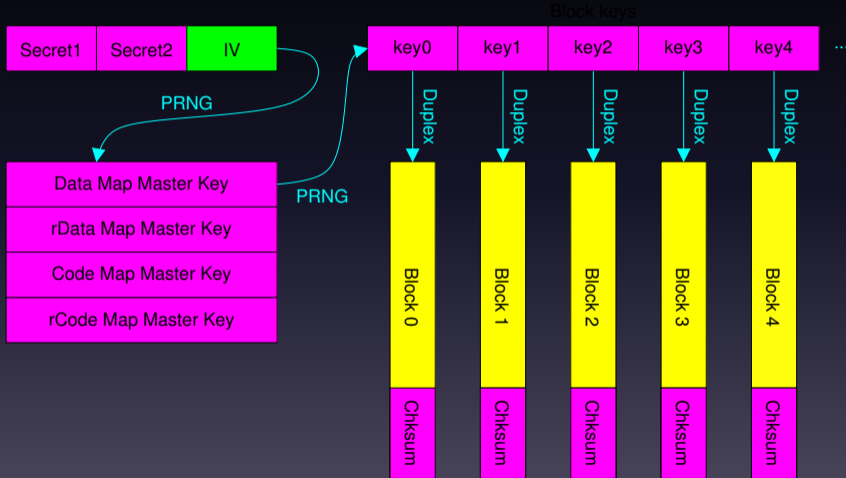 Block keys
Secret1 Secret2 IV
key0 key1 key2 key3 key4 ...
PRNG
Duplex Duplex Duplex Duplex Duplex
Data Map Master Key
PRNG
rData Map Master Key
Code Map Master Key
rCode Map Master Key
Block 0 Block 1 Block 2 Block 3 Block 4
Chksum Chksum Chksum Chksum Chksum